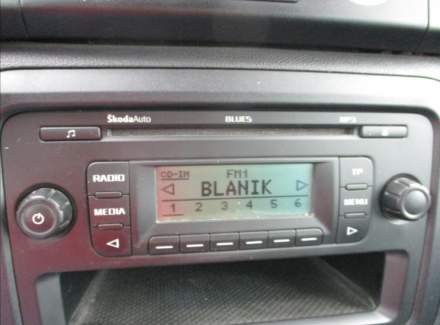 ŠkodaAuto BLUES MP3
RADIO CD-IN FM1 TP
BLANIK
MEDIA 1 2 3 4 5 6 MENU